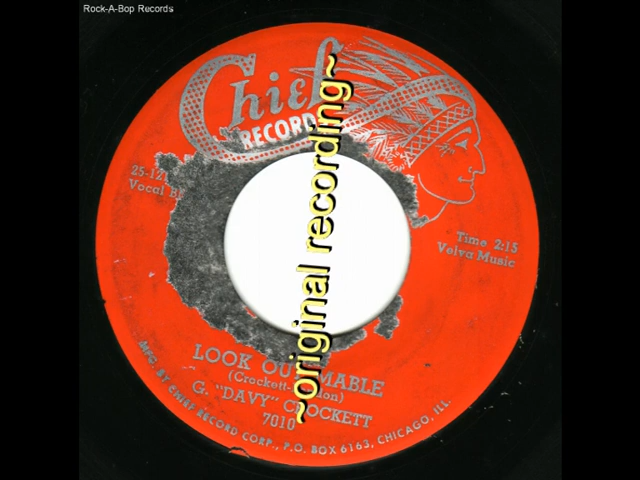 Rock-A-Bop Records
Chief
RECORD
~original recording~
25-121
Vocal
Time 2:15
Velva Music
LOOK MABLE
(Crockett-
G. "DAVY" CROCKETT
7010
MFG. BY CHIEF RECORD CORP., P.O. BOX 6163, CHICAGO, ILL.